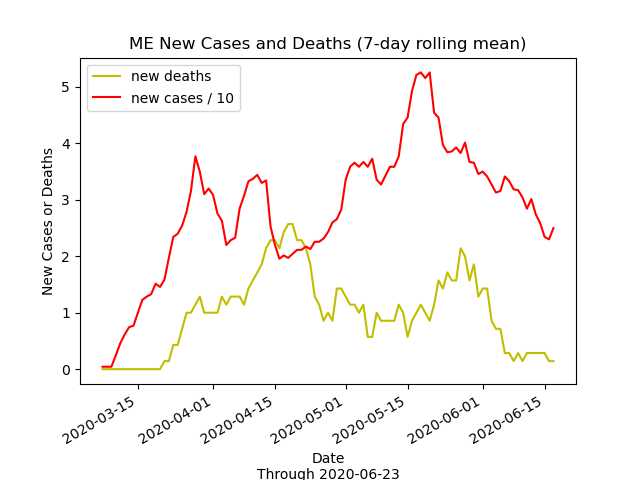 ME New Cases and Deaths (7-day rolling mean)
new deaths
new cases / 10
New Cases or Deaths
5
4
3
2
1
0
2020-03-15
2020-04-01
2020-04-15
2020-05-01
2020-05-15
2020-06-01
2020-06-15
Date
Through 2020-06-23